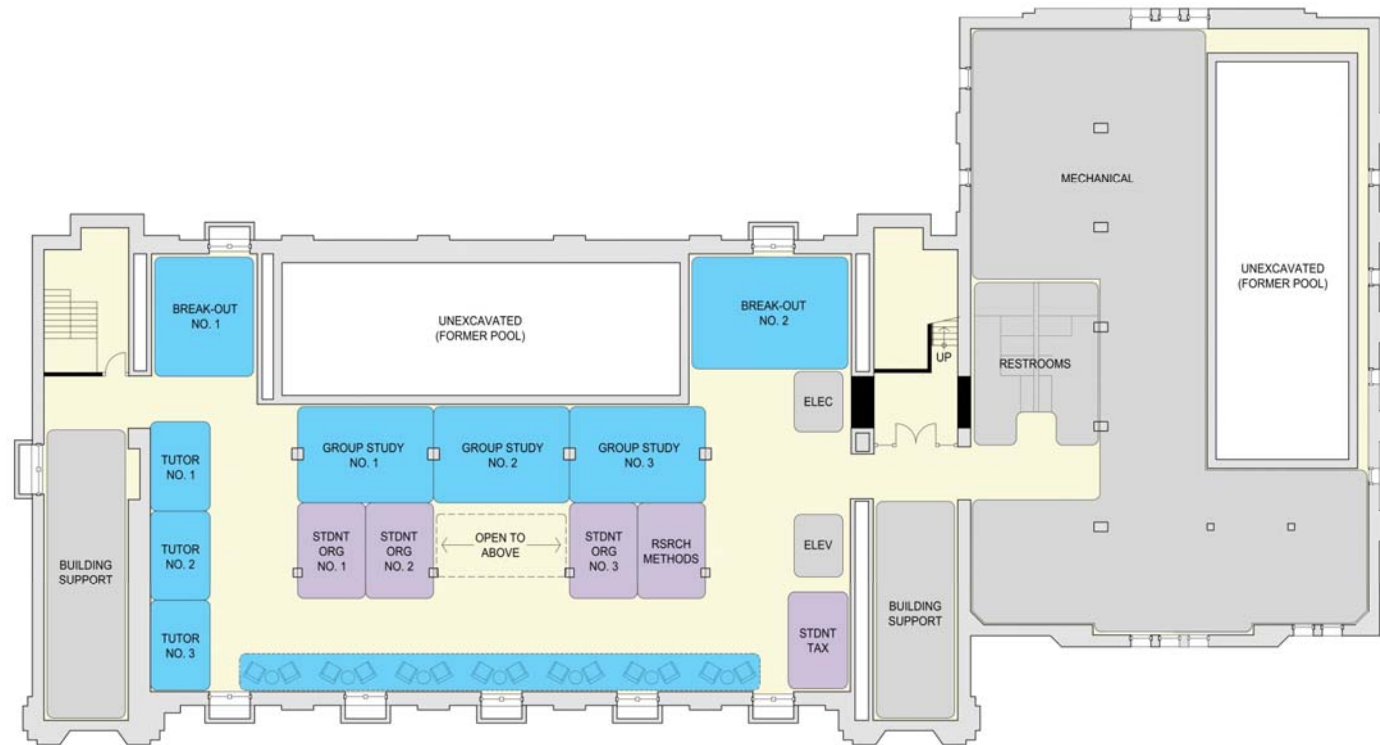 MECHANICAL
UNEXCAVATED
(FORMER POOL)
BREAK-OUT
NO. 1
UNEXCAVATED
(FORMER POOL)
BREAK-OUT
NO. 2
UP
RESTROOMS
ELEC
GROUP STUDY
NO. 1
GROUP STUDY
NO. 2
GROUP STUDY
NO. 3
TUTOR
NO. 1
STDNT
ORG
NO. 1
STDNT
ORG
NO. 2
OPEN TO
ABOVE
STDNT
ORG
NO. 3
RSRCH
METHODS
ELEV
TUTOR
NO. 2
BUILDING
SUPPORT
BUILDING
SUPPORT
TUTOR
NO. 3
STDNT
TAX